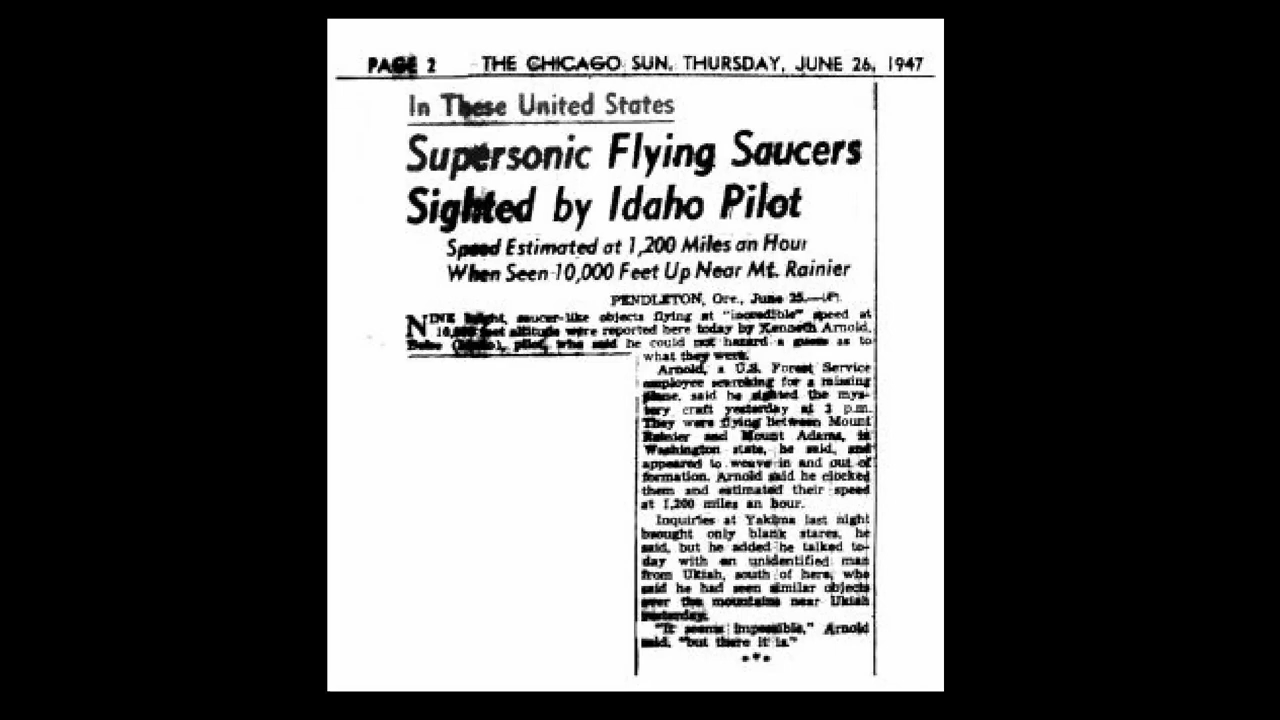 PAGE 2 THE CHICAGO SUN, THURSDAY, JUNE 26, 1947
In These United States
Supersonic Flying Saucers
Sighted by Idaho Pilot
Speed Estimated at 1,200 Miles an Hour
When Seen 10,000 Feet Up Near Mt. Rainier
PENDLETON, Ore., June 25.—
NINE bright, saucer-like objects flying at "incredible" speed at
10,000 feet altitude were reported here today by Kenneth Arnold,
(Idaho), pilot, who said he could not hazard a guess as to
what they were.
Arnold, a U.S. Forest Service
employee searching for a missing
plane, said he sighted the mys-
tery craft yesterday at 3 p.m.
They were flying between Mount
Rainier and Mount Adams, in
Washington state, he said, and
appeared to weave in and out of
formation. Arnold said he clocked
them and estimated their speed
at 1,200 miles an hour.
Inquiries at Yakima last night
brought only blank stares, he
said, but he added he talked to-
day with an unidentified man
from Ukiah, south of here, who
said he had seen similar objects
over the mountains near Ukiah
yesterday.
"It seems impossible," Arnold
said, "but there it is."